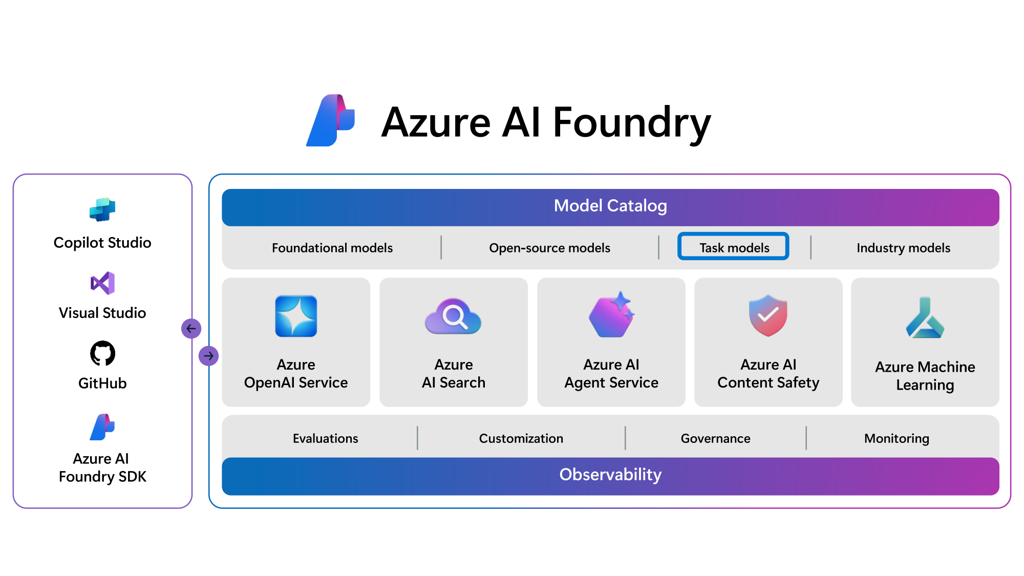 Azure AI Foundry
Copilot Studio
Visual Studio
GitHub
Azure AI
Foundry SDK
Model Catalog
Foundational models
Open-source models
Task models
Industry models
Azure
OpenAI Service
Azure
AI Search
Azure AI
Agent Service
Azure AI
Content Safety
Azure Machine
Learning
Evaluations
Customization
Governance
Monitoring
Observability